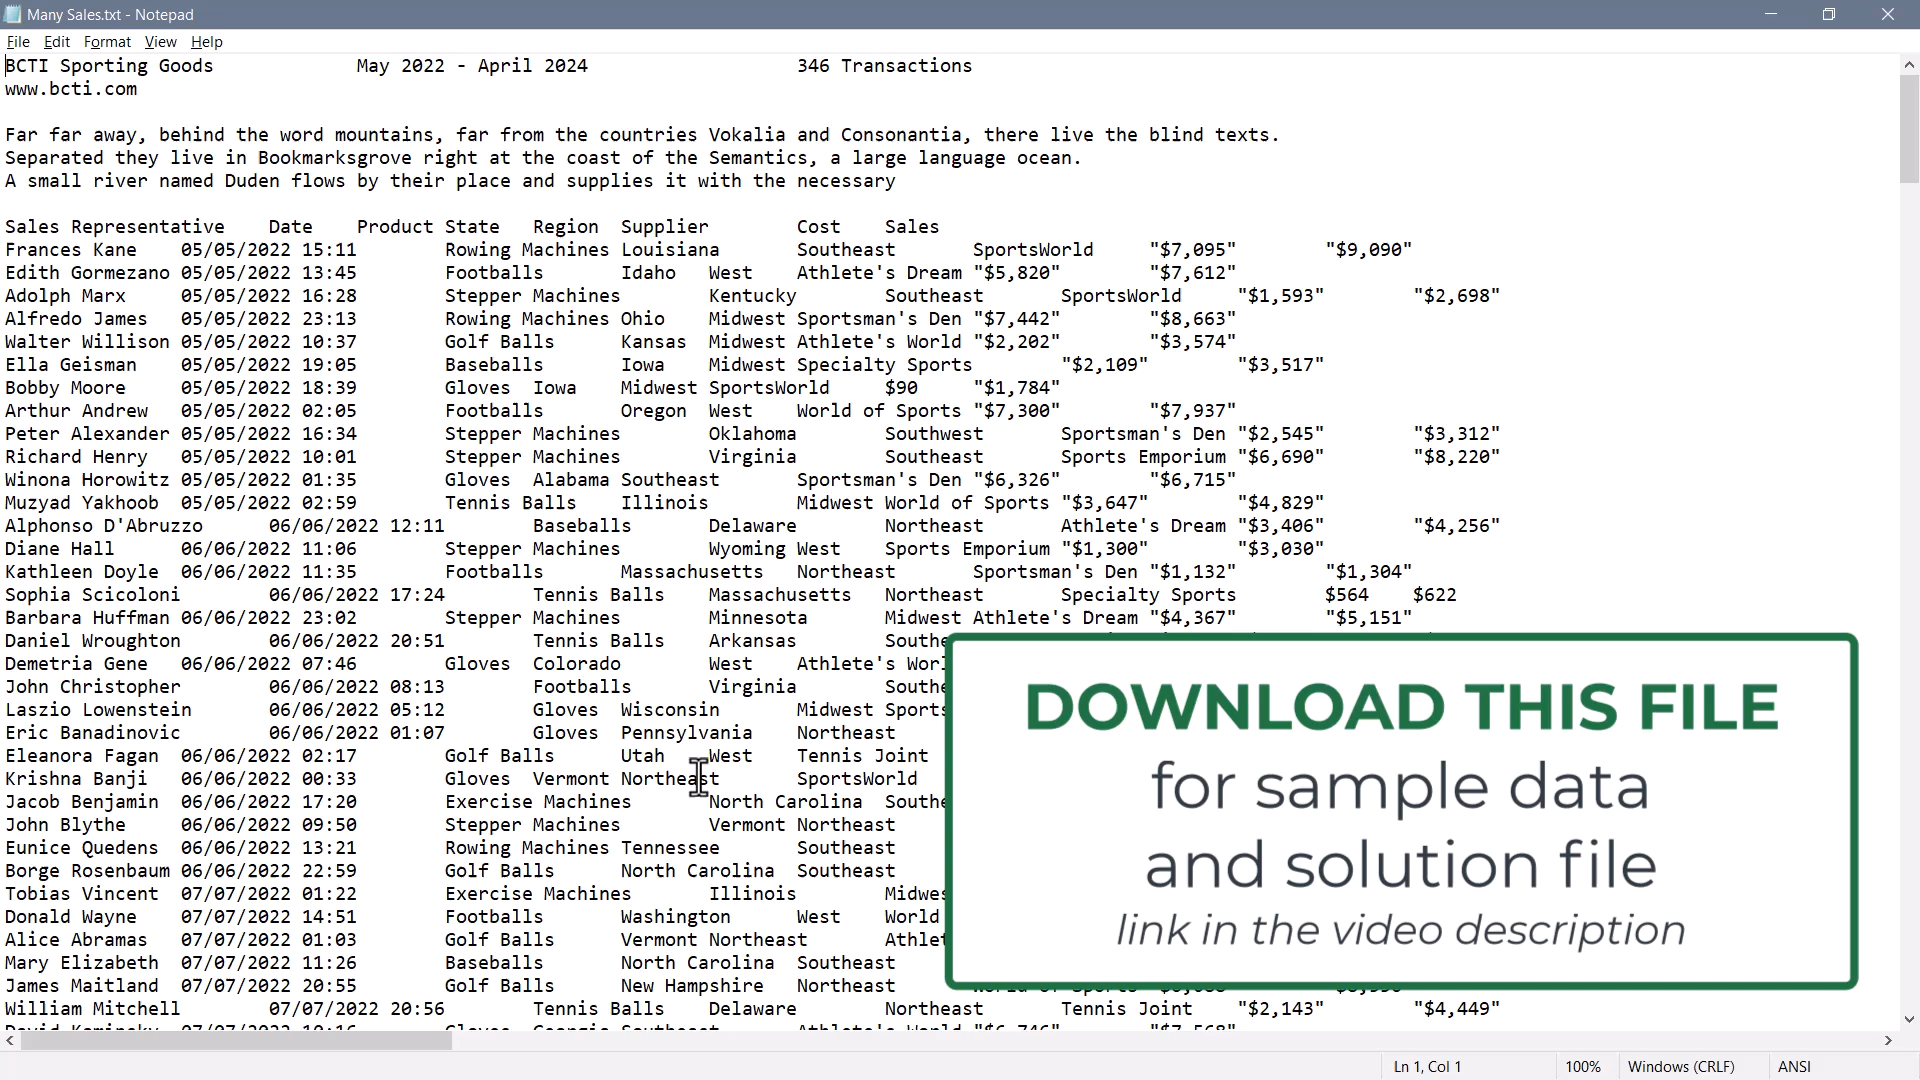 Many Sales.txt - Notepad
File Edit Format View Help
BCTI Sporting Goods May 2022 - April 2024 346 Transactions
www.bcti.com
Far far away, behind the word mountains, far from the countries Vokalia and Consonantia, there live the blind texts.
Separated they live in Bookmarksgrove right at the coast of the Semantics, a large language ocean.
A small river named Duden flows by their place and supplies it with the necessary
Sales Representative Date Product State Region Supplier Cost Sales
Frances Kane 05/05/2022 15:11 Rowing Machines Louisiana Southeast SportsWorld "$7,095" "$9,090"
Edith Gormezano 05/05/2022 13:45 Footballs Idaho West Athlete's Dream "$5,820" "$7,612"
Adolph Marx 05/05/2022 16:28 Stepper Machines Kentucky Southeast SportsWorld "$1,593" "$2,698"
Alfredo James 05/05/2022 23:13 Rowing Machines Ohio Midwest Sportsman's Den "$7,442" "$8,663"
Walter Willison 05/05/2022 10:37 Golf Balls Kansas Midwest Athlete's World "$2,202" "$3,574"
Ella Geisman 05/05/2022 19:05 Baseballs Iowa Midwest Specialty Sports "$2,109" "$3,517"
Bobby Moore 05/05/2022 18:39 Gloves Iowa Midwest SportsWorld $90 "$1,784"
Arthur Andrew 05/05/2022 02:05 Footballs Oregon West World of Sports "$7,300" "$7,937"
Peter Alexander 05/05/2022 16:34 Stepper Machines Oklahoma Southwest Sportsman's Den "$2,545" "$3,312"
Richard Henry 05/05/2022 10:01 Stepper Machines Virginia Southeast Sports Emporium "$6,690" "$8,220"
Winona Horowitz 05/05/2022 01:35 Gloves Alabama Southeast Sportsman's Den "$6,326" "$6,715"
Muzyad Yakhoob 05/05/2022 02:59 Tennis Balls Illinois Midwest World of Sports "$3,647" "$4,829"
Alphonso D'Abruzzo 06/06/2022 12:11 Baseballs Delaware Northeast Athlete's Dream "$3,406" "$4,256"
Diane Hall 06/06/2022 11:06 Stepper Machines Wyoming West Sports Emporium "$1,300" "$3,030"
Kathleen Doyle 06/06/2022 11:35 Footballs Massachusetts Northeast Sportsman's Den "$1,132" "$1,304"
Sophia Scicoloni 06/06/2022 17:24 Tennis Balls Massachusetts Northeast Specialty Sports $564 $622
Barbara Huffman 06/06/2022 23:02 Stepper Machines Minnesota Midwest Athlete's Dream "$4,367" "$5,151"
Daniel Wroughton 06/06/2022 20:51 Tennis Balls Arkansas Southe
Demetria Gene 06/06/2022 07:46 Gloves Colorado West Athlete's Worl
John Christopher 06/06/2022 08:13 Footballs Virginia Southe
Laszio Lowenstein 06/06/2022 05:12 Gloves Wisconsin Midwest Sports
Eric Banadinovic 06/06/2022 01:07 Gloves Pennsylvania Northeast
Eleanora Fagan 06/06/2022 02:17 Golf Balls Utah West Tennis Joint
Krishna Banji 06/06/2022 00:33 Gloves Vermont Northeast SportsWorld
Jacob Benjamin 06/06/2022 17:20 Exercise Machines North Carolina Southe
John Blythe 06/06/2022 09:50 Stepper Machines Vermont Northeast
Eunice Quedens 06/06/2022 13:21 Rowing Machines Tennessee Southeast
Borge Rosenbaum 06/06/2022 22:59 Golf Balls North Carolina Southeast
Tobias Vincent 07/07/2022 01:22 Exercise Machines Illinois Midwes
Donald Wayne 07/07/2022 14:51 Footballs Washington West World
Alice Abramas 07/07/2022 01:03 Golf Balls Vermont Northeast Athlet
Mary Elizabeth 07/07/2022 11:26 Baseballs North Carolina Southeast
James Maitland 07/07/2022 20:55 Golf Balls New Hampshire Northeast
William Mitchell 07/07/2022 20:56 Tennis Balls Delaware Northeast Tennis Joint "$2,143" "$4,449"
DOWNLOAD THIS FILE
for sample data
and solution file
link in the video description
Ln 1, Col 1 100% Windows (CRLF) ANSI